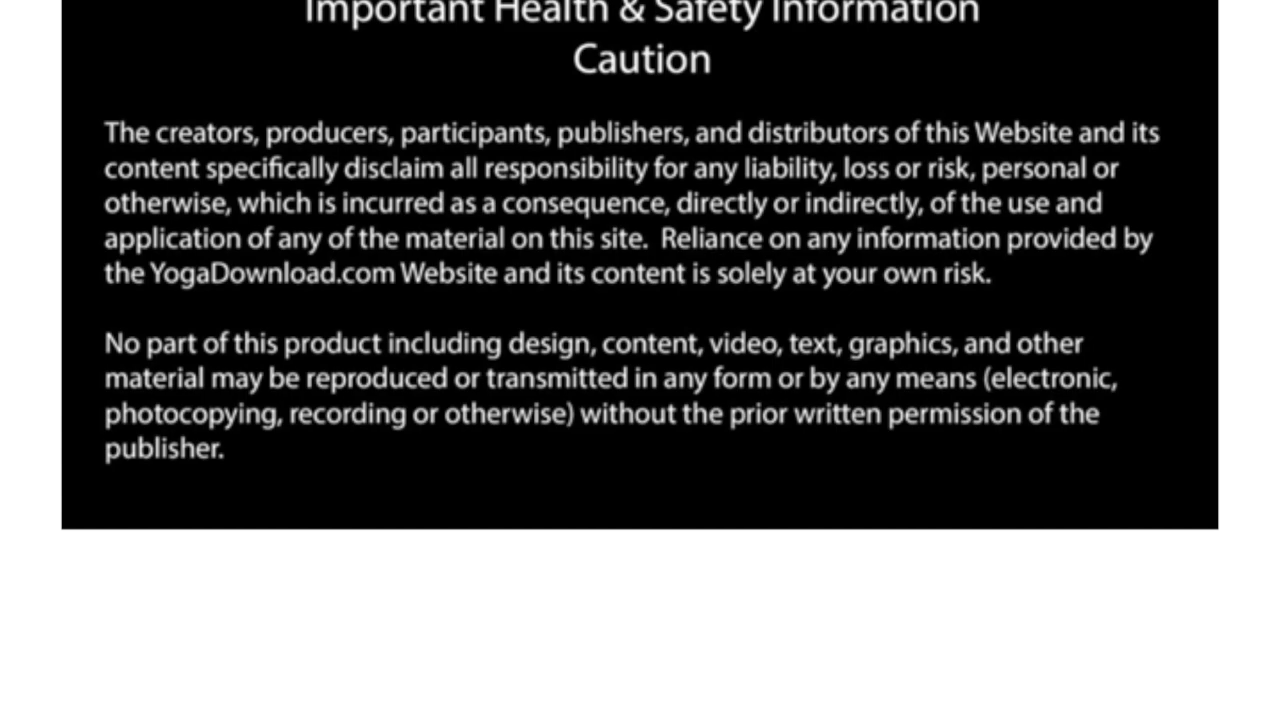 Important Health & Safety Information
Caution
The creators, producers, participants, publishers, and distributors of this Website and its
content specifically disclaim all responsibility for any liability, loss or risk, personal or
otherwise, which is incurred as a consequence, directly or indirectly, of the use and
application of any of the material on this site.  Reliance on any information provided by
the YogaDownload.com Website and its content is solely at your own risk.
No part of this product including design, content, video, text, graphics, and other
material may be reproduced or transmitted in any form or by any means (electronic,
photocopying, recording or otherwise) without the prior written permission of the
publisher.